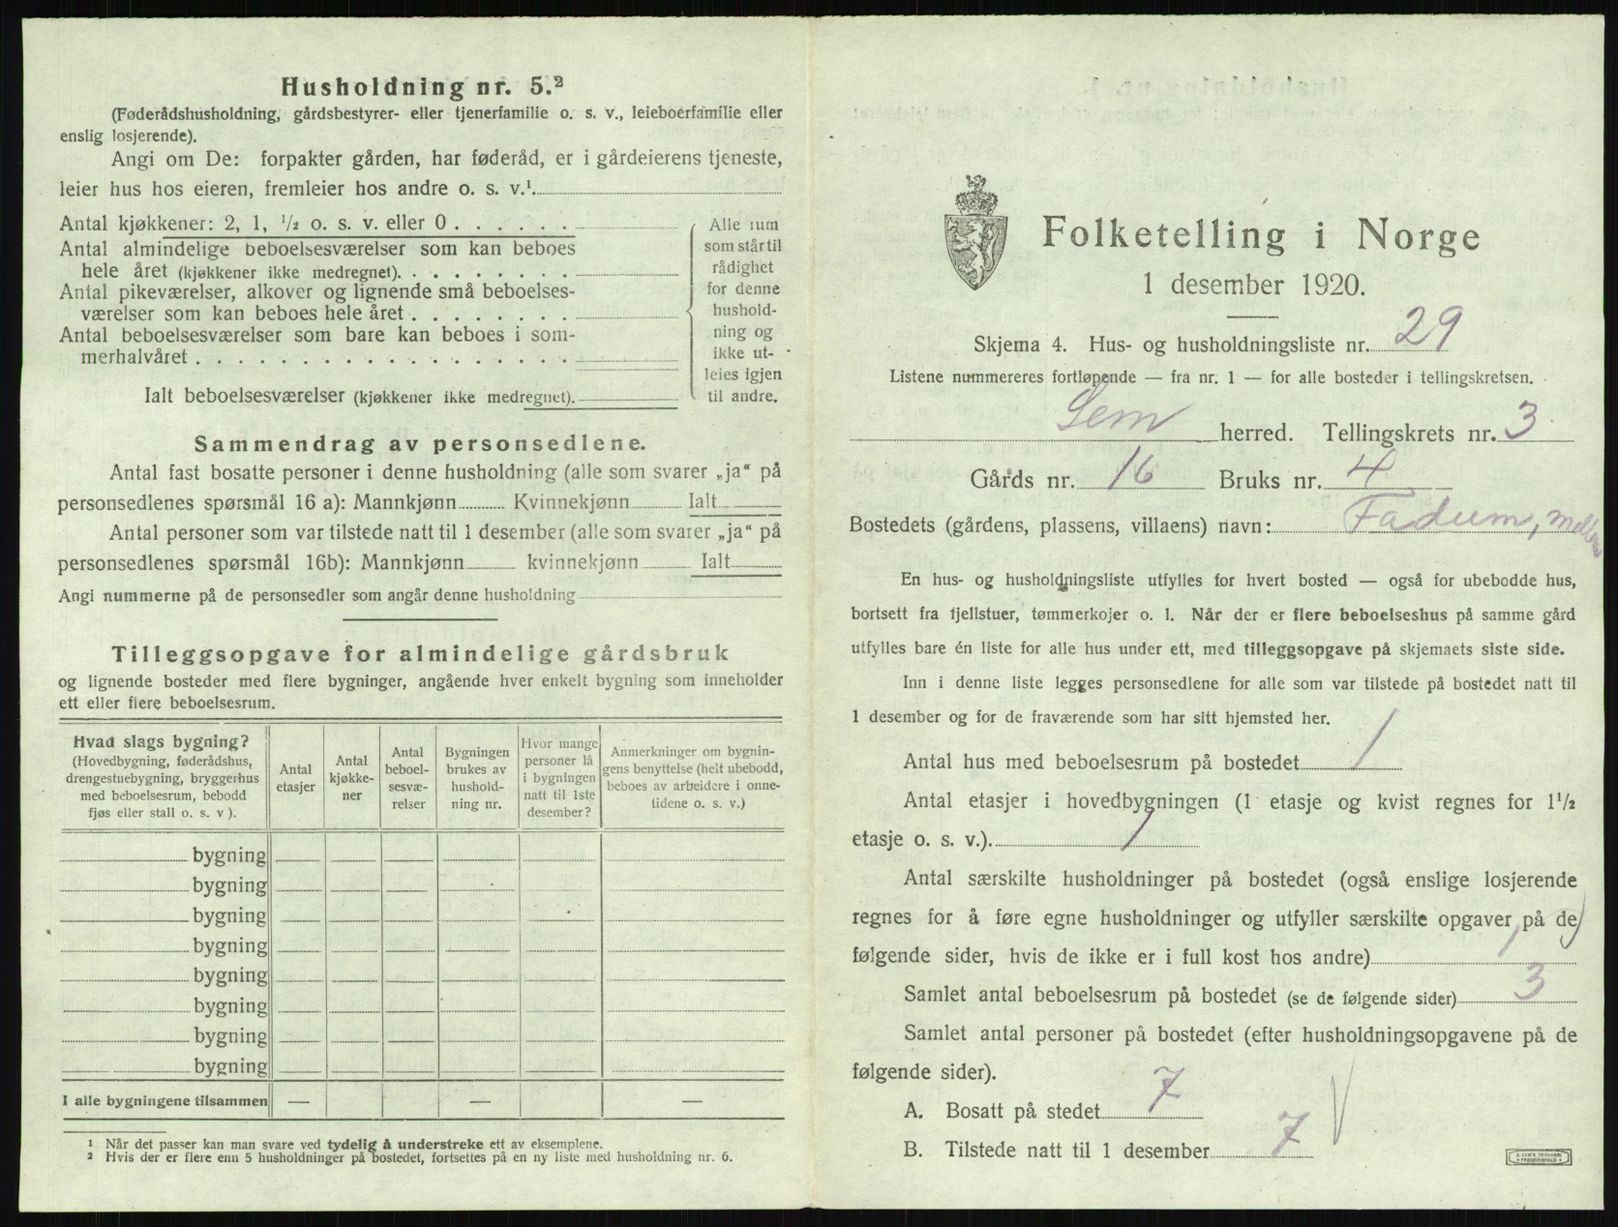 Husholdning nr. 5.²
(Føderådshusholdning, gårdsbestyrer- eller tjenerfamilie o. s. v., leieboerfamilie eller
enslig losjerende).
Angi om De: forpakter gården, har føderåd, er i gårdeierens tjeneste,
leier hus hos eieren, fremleier hos andre o. s. v.¹
Antal kjøkkener: 2, 1, ½ o. s. v. eller 0 . . . . . .
Antal almindelige beboelsesværelser som kan beboes
hele året (kjøkkener ikke medregnet). . . . . . . . .
Antal pikeværelser, alkover og lignende små beboelses-
værelser som kan beboes hele året . . . . . . . .
Antal beboelsesværelser som bare kan beboes i som-
merhalvåret . . . . . . . . . . . . . . . . . .
Ialt beboelsesværelser (kjøkkener ikke medregnet).
Alle rum
som står til
rådighet
for denne
hushold-
ning og
ikke ut-
leies igjen
til andre.
Sammendrag av personsedlene.
Antal fast bosatte personer i denne husholdning (alle som svarer „ja“ på
personsedlenes spørsmål 16 a): Mannkjønn Kvinnekjønn Ialt
Antal personer som var tilstede natt til 1 desember (alle som svarer „ja“ på
personsedlenes spørsmål 16b): Mannkjønn kvinnekjønn Ialt
Angi nummerne på de personsedler som angår denne husholdning
Tilleggsopgave for almindelige gårdsbruk
og lignende bosteder med flere bygninger, angående hver enkelt bygning som inneholder
ett eller flere beboelsesrum.
Hvad slags bygning?
(Hovedbygning, føderådshus,
drengestuebygning, bryggerhus
med beboelsesrum, bebodd
fjøs eller stall o. s. v ).
Antal
etasjer
Antal
kjøkke-
ner
Antal
beboel-
sesvæ-
relser
Bygningen
brukes av
hushold-
ning nr.
Hvor mange
personer lå
i bygningen
natt til 1ste
desember?
Anmerkninger om bygnin-
gens benyttelse (helt ubebodd,
beboes av arbeidere i onne-
tidene o. s. v.)
bygning
bygning
bygning
bygning
bygning
bygning
bygning
bygning
I alle bygningene tilsammen — — —
¹ Når det passer kan man svare ved tydelig å understreke ett av eksemplene.
² Hvis der er flere enn 5 husholdninger på bostedet, fortsettes på en ny liste med husholdning nr. 6.
Folketelling i Norge
1 desember 1920.
Skjema 4. Hus- og husholdningsliste nr. 29
Listene nummereres fortløpende — fra nr. 1 — for alle bosteder i tellingskretsen.
Sem herred. Tellingskrets nr. 3
Gårds nr. 16 Bruks nr. 4
Bostedets (gårdens, plassens, villaens) navn: Fadum, Mellem
En hus- og husholdningsliste utfylles for hvert bosted — også for ubebodde hus,
bortsett fra fjellstuer, tømmerkojer o. l. Når der er flere beboelseshus på samme gård
utfylles bare én liste for alle hus under ett, med tilleggsopgave på skjemaets siste side.
Inn i denne liste legges personsedlene for alle som var tilstede på bostedet natt til
1 desember og for de fraværende som har sitt hjemsted her.
Antal hus med beboelsesrum på bostedet 1
Antal etasjer i hovedbygningen (1 etasje og kvist regnes for 1½
etasje o. s. v.). 1
Antal særskilte husholdninger på bostedet (også enslige losjerende
regnes for å føre egne husholdninger og utfyller særskilte opgaver på de
følgende sider, hvis de ikke er i full kost hos andre) 1
Samlet antal beboelsesrum på bostedet (se de følgende sider) 3
Samlet antal personer på bostedet (efter husholdningsopgavene på de
følgende sider).
A. Bosatt på stedet 7
B. Tilstede natt til 1 desember 7